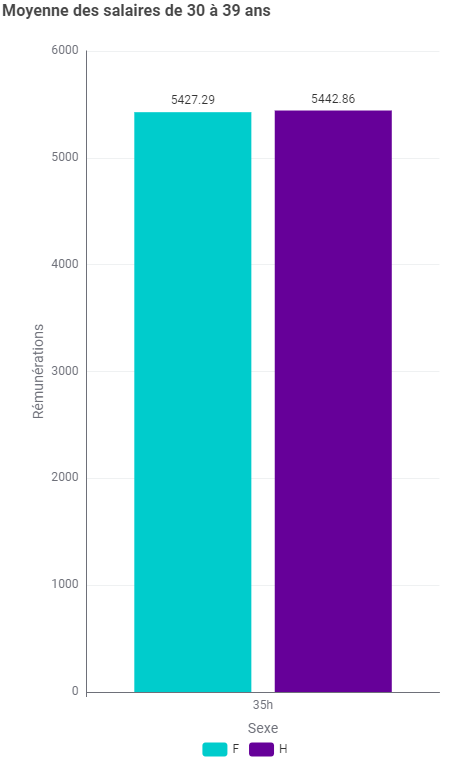 Moyenne des salaires de 30 à 39 ans
6000
5427.29
5442.86
5000
4000
Rémunérations
3000
2000
1000
0
35h
Sexe
F H